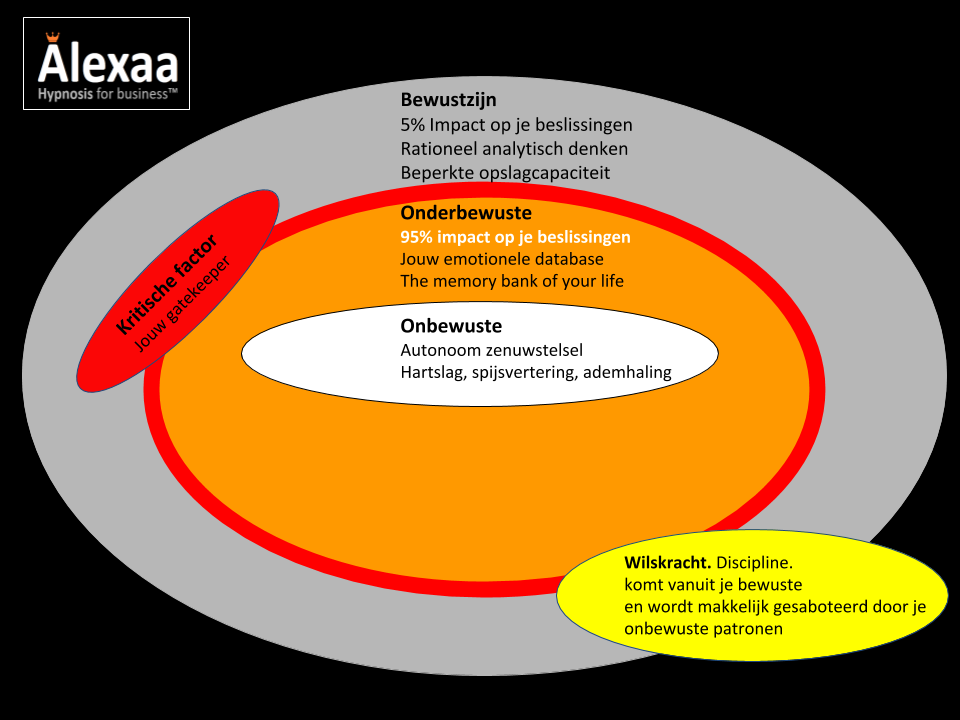 Alexaa
Hypnosis for business™
Bewustzijn
5% Impact op je beslissingen
Rationeel analytisch denken
Beperkte opslagcapaciteit
Kritische factor
Jouw gatekeeper
Onderbewuste
95% impact op je beslissingen
Jouw emotionele database
The memory bank of your life
Onbewuste
Autonoom zenuwstelsel
Hartslag, spijsvertering, ademhaling
Wilskracht. Discipline.
komt vanuit je bewuste
en wordt makkelijk gesaboteerd door je
onbewuste patronen